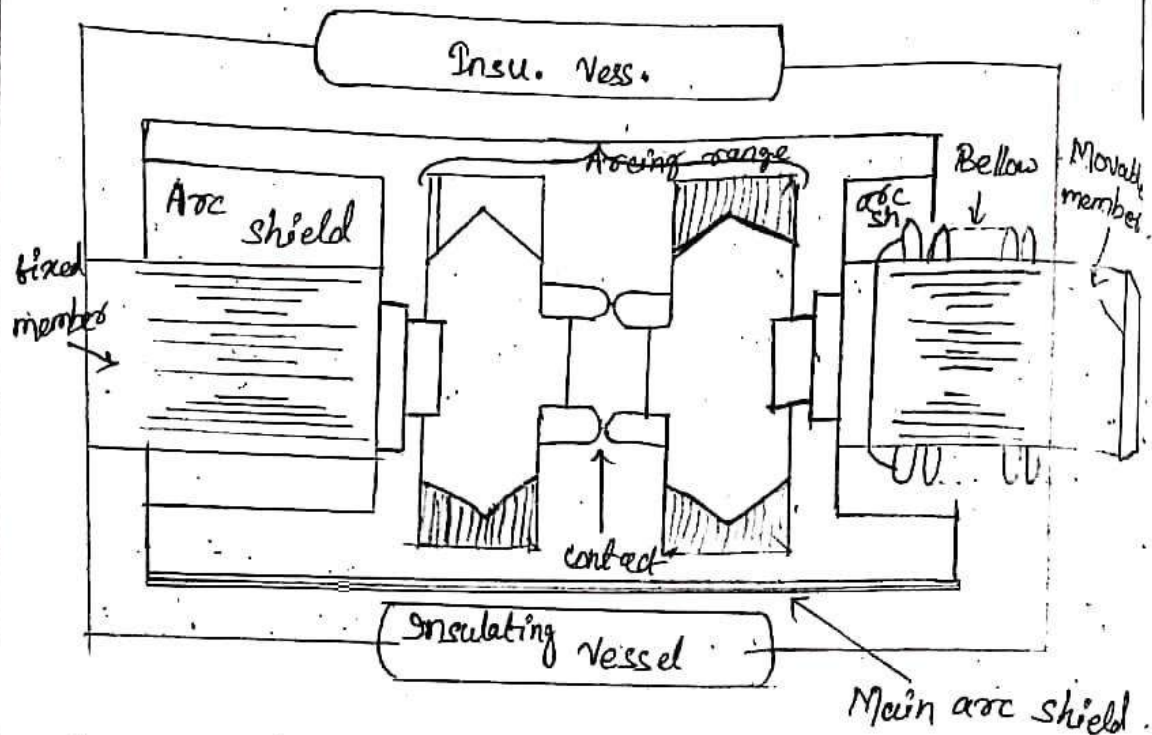 Insu. Vess.
Arcing range
Bellow
Movable
member.
Arc
shield
arc
sh
fixed
member
contact
Insulating
vessel
Main arc shield.